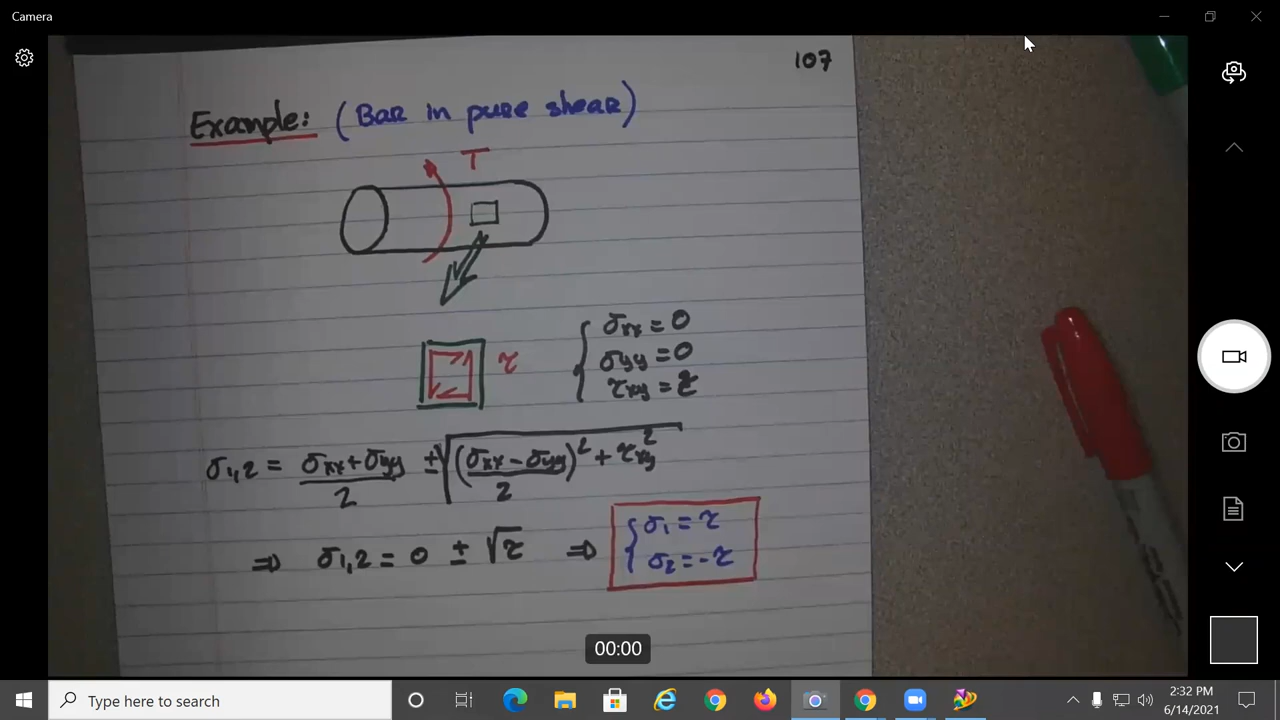 Camera
107
Example: (Bar in pure shear)
T
τ
σxx = 0
σyy = 0
τxy = τ
σ1,2 = (σxx + σyy)/2 ± √((σxx - σyy)/2)² + τxy²
⇒ σ1,2 = 0 ± √τ ⇒ { σ1 = τ
σ2 = -τ
00:00
Type here to search
2:32 PM
6/14/2021